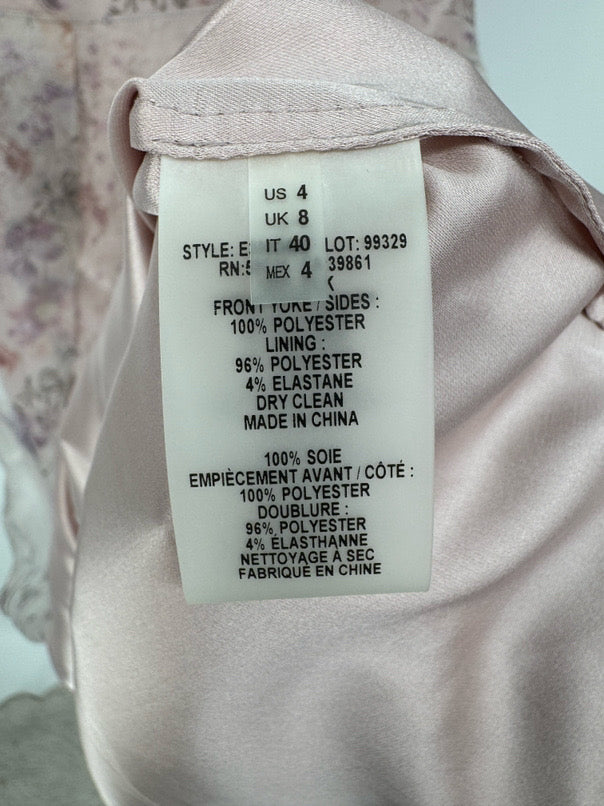 US 4
UK 8
IT 40
MEX 4
STYLE: E LOT: 99329
RN:5 39861
FRONT YOKE / SIDES :
100% POLYESTER
LINING :
96% POLYESTER
4% ELASTANE
DRY CLEAN
MADE IN CHINA
100% SOIE
EMPIÈCEMENT AVANT / CÔTÉ :
100% POLYESTER
DOUBLURE :
96% POLYESTER
4% ÉLASTHANNE
NETTOYAGE À SEC
FABRIQUÉ EN CHINE